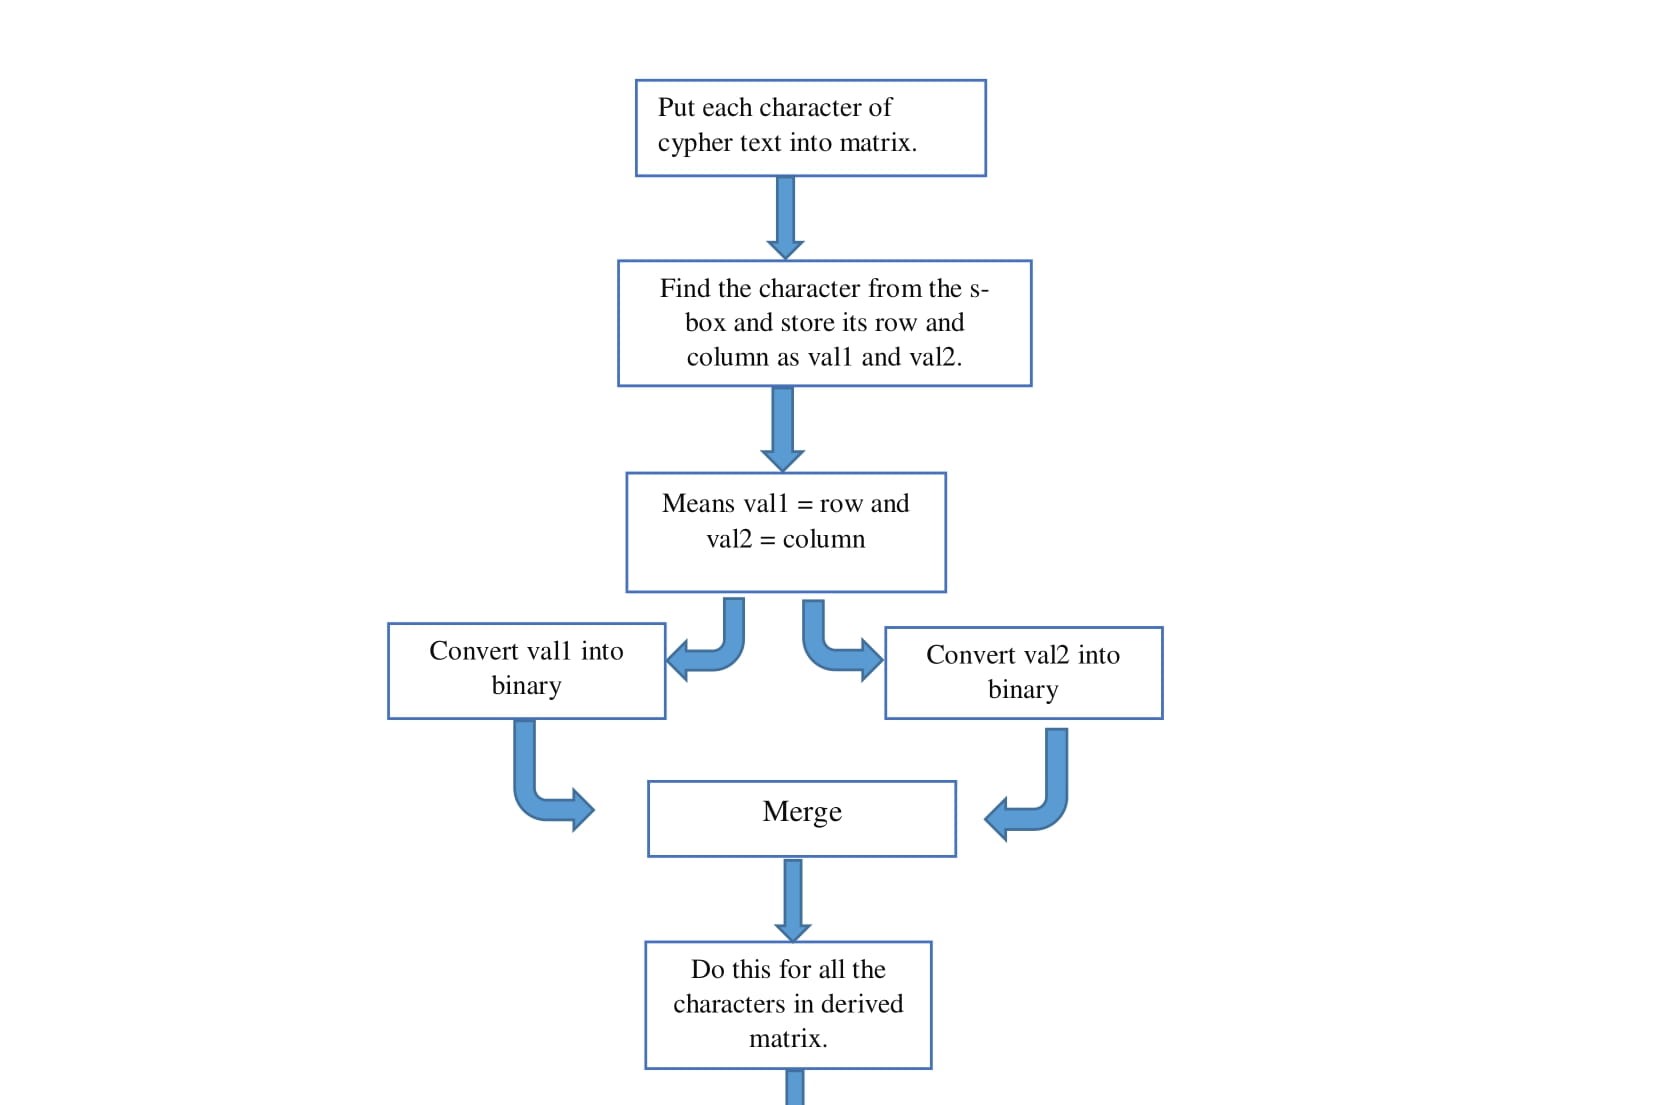 Put each character of
cypher text into matrix.
Find the character from the s-
box and store its row and
column as val1 and val2.
Means val1 = row and
val2 = column
Convert val1 into
binary
Convert val2 into
binary
Merge
Do this for all the
characters in derived
matrix.